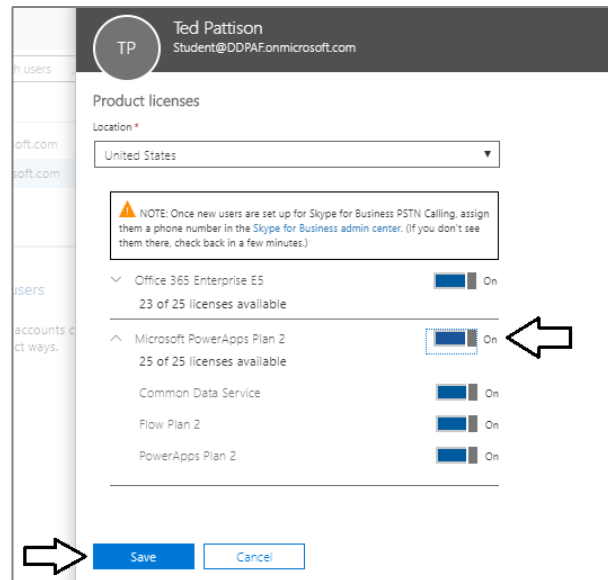 TP
Ted Pattison
Student@DDPAF.onmicrosoft.com
h users
Product licenses
Location *
oft.com
United States
soft.com
NOTE: Once new users are set up for Skype for Business PSTN Calling, assign
them a phone number in the Skype for Business admin center. (If you don't see
them there, check back in a few minutes.)
Office 365 Enterprise E5
On
users
23 of 25 licenses available
accounts c
Microsoft PowerApps Plan 2
On
ct ways.
25 of 25 licenses available
Common Data Service
On
Flow Plan 2
On
PowerApps Plan 2
On
Save
Cancel